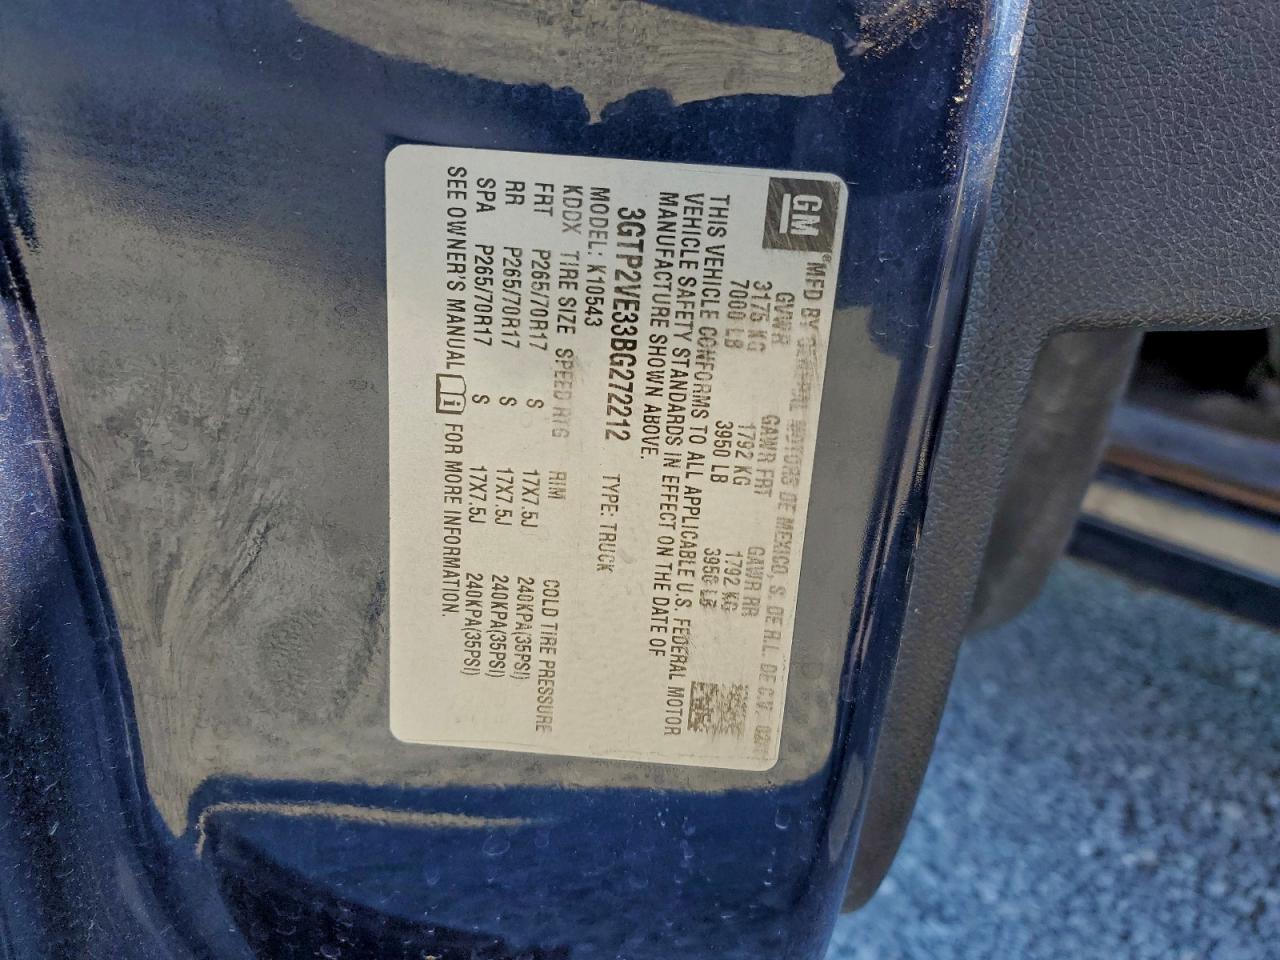 GM
®MFD BY GENERAL MOTORS DE MEXICO, S. DE R.L. DE C.V.
GVWR GAWR FRT GAWR RR
3175 KG 1792 KG 1792 KG
7000 LB 3950 LB 3950 LB
THIS VEHICLE CONFORMS TO ALL APPLICABLE U.S. FEDERAL MOTOR
VEHICLE SAFETY STANDARDS IN EFFECT ON THE DATE OF
MANUFACTURE SHOWN ABOVE.
3GTP2VE33BG272212 TYPE: TRUCK
MODEL: K10543
KDDX TIRE SIZE SPEED RTG RIM COLD TIRE PRESSURE
FRT P265/70R17 S 17X7.5J 240KPA(35PSI)
RR P265/70R17 S 17X7.5J 240KPA(35PSI)
SPA P265/70R17 S 17X7.5J 240KPA(35PSI)
SEE OWNER'S MANUAL i FOR MORE INFORMATION.